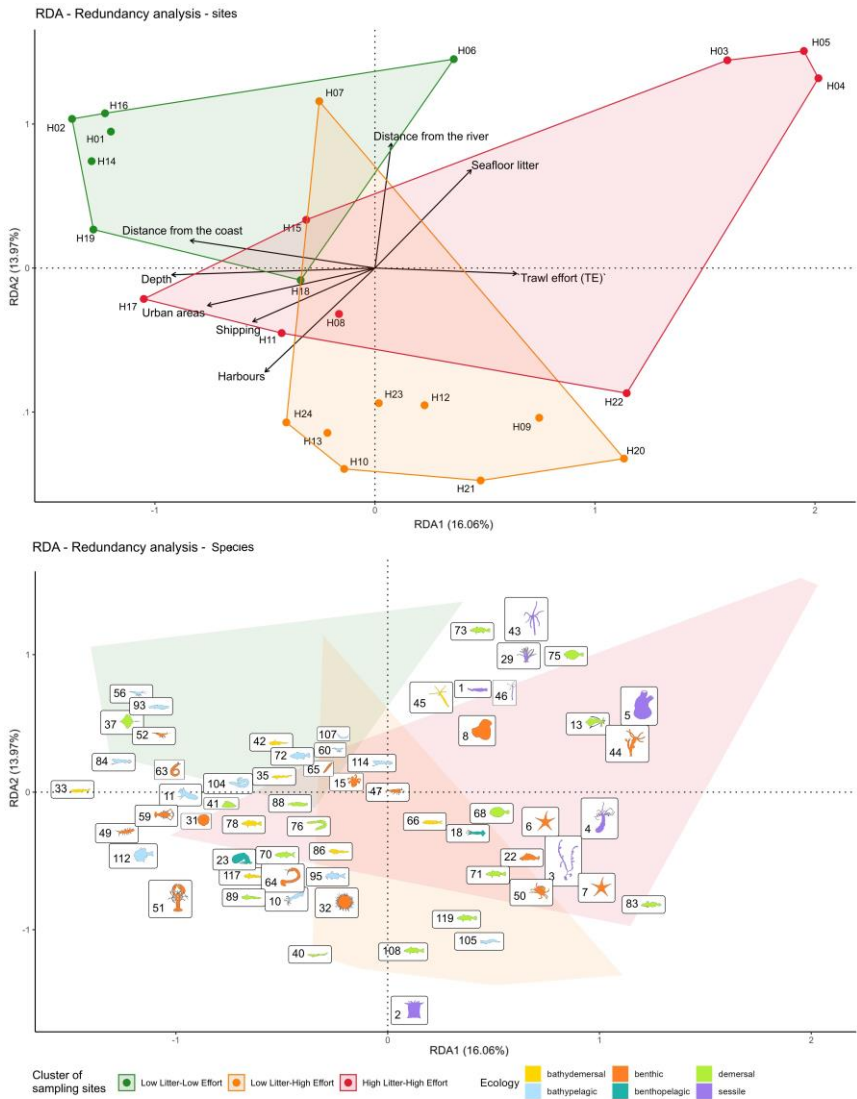 RDA - Redundancy analysis - sites
H06
H05
H03
H04
H07
H16
H02
H01
H14
Distance from the river
Seafloor litter
H15
H19
Distance from the coast
Depth
H18
Trawl effort (TE)`
H17
Urban areas
Shipping
H08
H11
Harbours
H22
H23
H12
H24
H09
H13
H10
H20
H21
1
0
.1
RDA2 (13.97%)
-1
0
1
2
RDA1 (16.06%)
RDA - Redundancy analysis - Species
43
73
29
75
56
93
45
1
46
5
37
52
107
8
13
44
42
84
63
72
60
114
104
35
65
15
33
11
47
41
88
59
31
68
4
49
78
76
66
18
6
112
23
70
86
22
3
117
64
95
71
51
89
10
32
50
7
83
119
40
108
105
2
1
0
-1
RDA2 (13.97%)
-1
0
1
2
RDA1 (16.06%)
Cluster of
sampling sites
Low Litter-Low Effort
Low Litter-High Effort
High Litter-High Effort
Ecology
bathydemersal
benthic
demersal
bathypelagic
benthopelagic
sessile